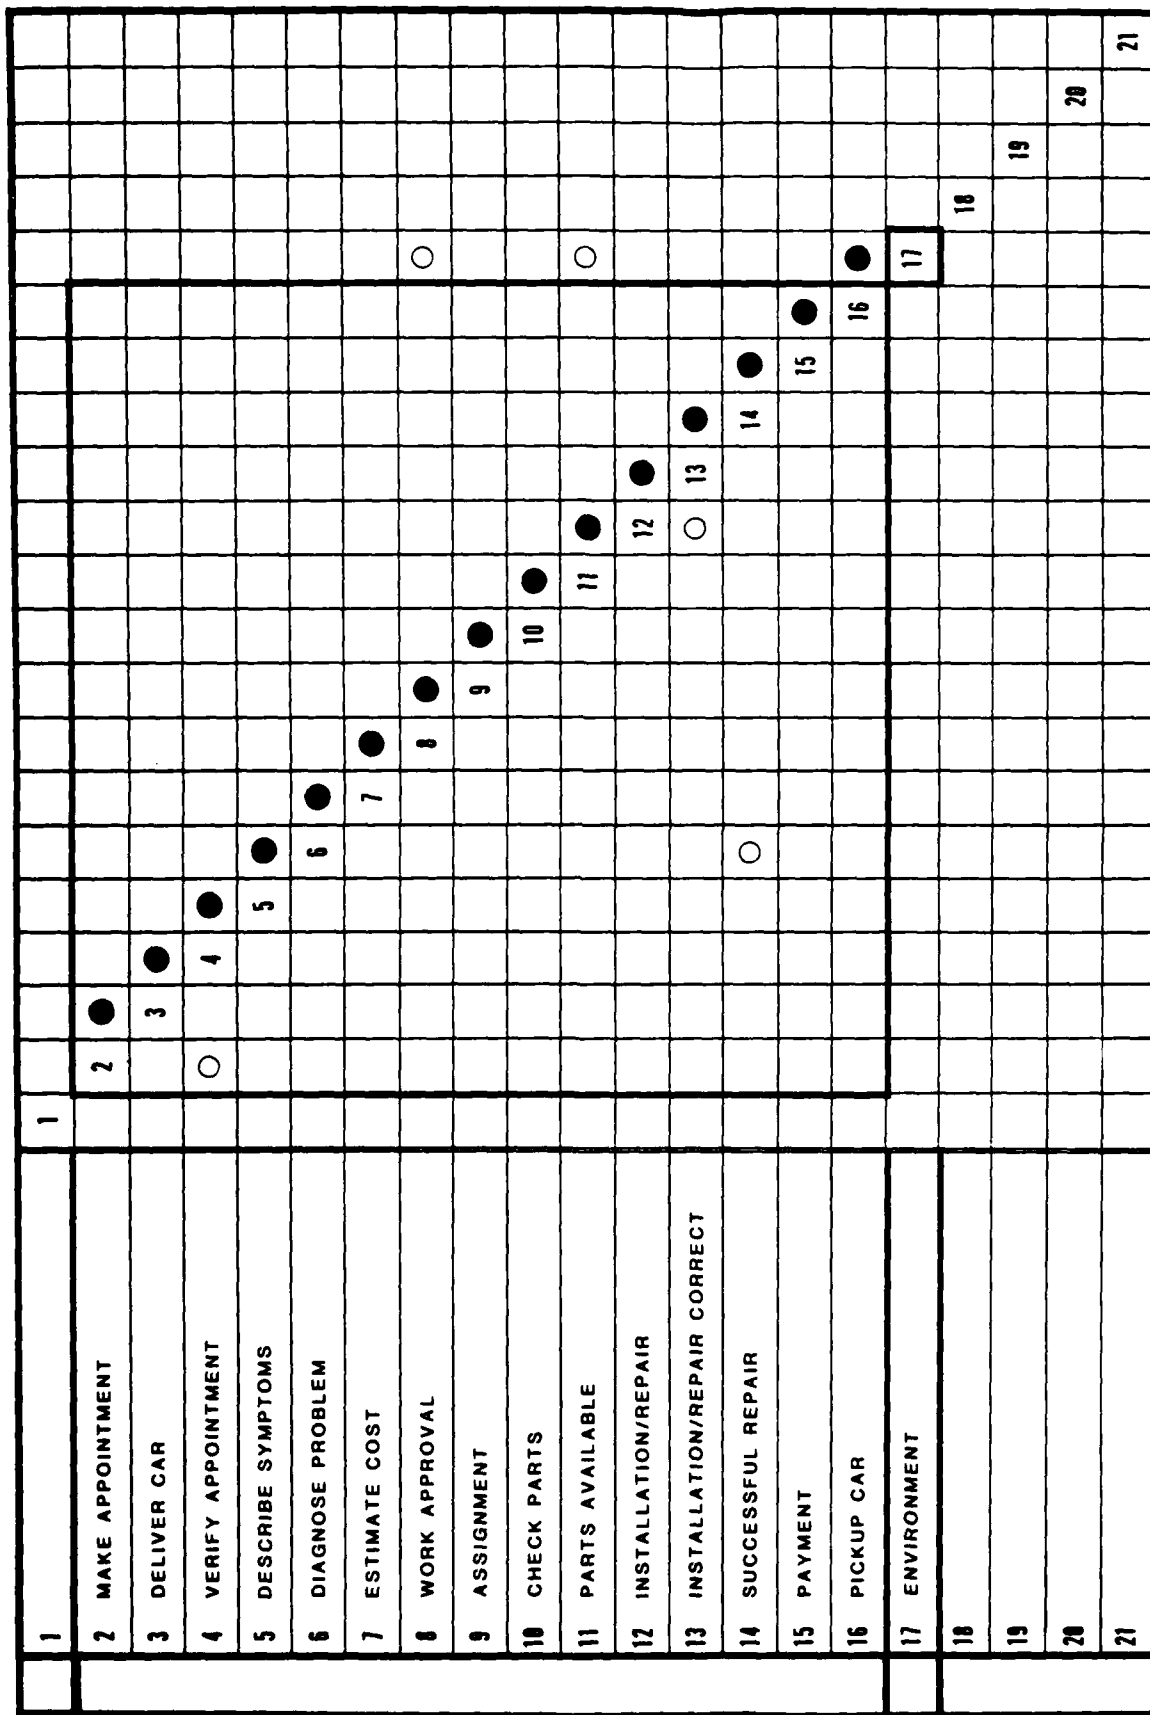 1 1
2 MAKE APPOINTMENT 2
3 DELIVER CAR 3
4 VERIFY APPOINTMENT 4
5 DESCRIBE SYMPTOMS 5
6 DIAGNOSE PROBLEM 6
7 ESTIMATE COST 7
8 WORK APPROVAL 8
9 ASSIGNMENT 9
10 CHECK PARTS 10
11 PARTS AVAILABLE 11
12 INSTALLATION/REPAIR 12
13 INSTALLATION/REPAIR CORRECT 13
14 SUCCESSFUL REPAIR 14
15 PAYMENT 15
16 PICKUP CAR 16
17 ENVIRONMENT 17
18 18
19 19
20 20
21 21